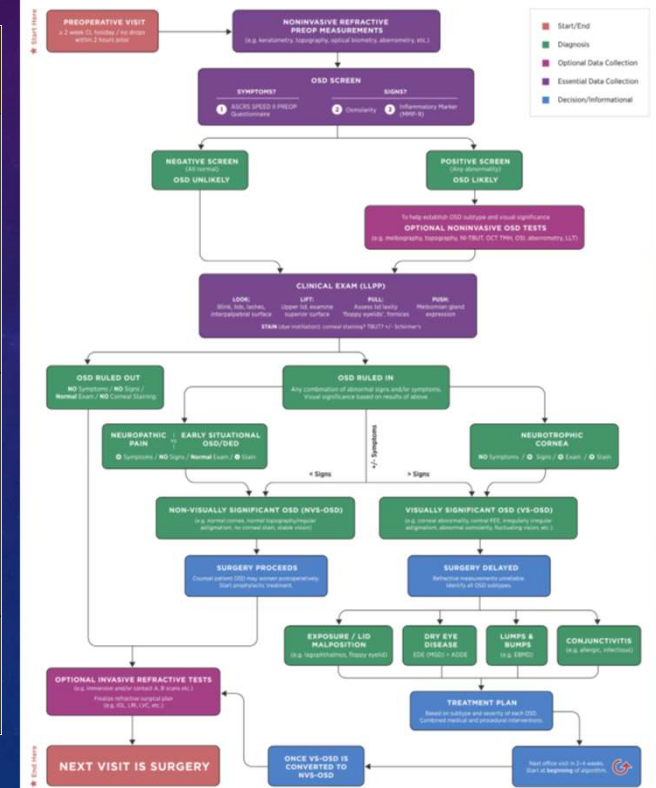 Start Here
PREOPERATIVE VISIT
≥ 2 week CL holiday / no drops
within 2 hours prior
NONINVASIVE REFRACTIVE
PREOP MEASUREMENTS
(e.g. keratometry, topography, optical biometry, aberrometry, etc.)
Start/End
Diagnosis
Optional Data Collection
Essential Data Collection
Decision/Informational
OSD SCREEN
SYMPTOMS?
SIGNS?
1 ASCRS SPEED II PREOP
Questionnaire
2 Osmolarity
3 Inflammatory Marker
(MMP-9)
NEGATIVE SCREEN
(All normal)
OSD UNLIKELY
POSITIVE SCREEN
(Any abnormality)
OSD LIKELY
To help establish OSD subtype and visual significance
OPTIONAL NONINVASIVE OSD TESTS
(e.g. meibography, topography, NI-TBUT, OCT TMH, OSI, aberrometry, LLT)
CLINICAL EXAM (LLPP)
LOOK:
Blink, lids, lashes,
interpalpebral surface
LIFT:
Upper lid, examine
superior surface
PULL:
Assess lid laxity
'floppy eyelids', fornices
PUSH:
Meibomian gland
expression
STAIN (dye instillation): corneal staining? TBUT? +/- Schirmer's
OSD RULED OUT
NO Symptoms / NO Signs /
Normal Exam / NO Corneal Staining
OSD RULED IN
Any combination of abnormal signs and/or symptoms.
Visual significance based on results of above.
NEUROPATHIC
PAIN
EARLY SITUATIONAL
OSD/DED
Symptoms / NO Signs / Normal Exam / Stain
+/- Symptoms
NEUROTROPHIC
CORNEA
NO Symptoms / Signs / Exam / Stain
< Signs
> Signs
NON-VISUALLY SIGNIFICANT OSD (NVS-OSD)
(e.g. normal cornea, normal topography/regular
astigmatism, no corneal stain, stable vision)
VISUALLY SIGNIFICANT OSD (VS-OSD)
(e.g. corneal abnormality, central PEE, irregularly irregular
astigmatism, abnormal osmolarity, fluctuating vision, etc.)
SURGERY PROCEEDS
Counsel patient OSD may worsen postoperatively.
Start prophylactic treatment.
SURGERY DELAYED
Refractive measurements unreliable.
Identify all OSD subtypes.
EXPOSURE / LID
MALPOSITION
(e.g. lagophthalmos, floppy eyelid)
DRY EYE
DISEASE
EDE (MGD) + ADDE
LUMPS &
BUMPS
(e.g. EBMD)
CONJUNCTIVITIS
(e.g. allergic, infectious)
OPTIONAL INVASIVE REFRACTIVE TESTS
(e.g. immersion and/or contact A, B scans etc.)
Finalize refractive surgical plan
(e.g. IOL, LRI, LVC, etc.)
TREATMENT PLAN
Based on subtype and severity of each OSD.
Combined medical and procedural interventions.
End Here
NEXT VISIT IS SURGERY
ONCE VS-OSD IS
CONVERTED TO
NVS-OSD
Next office visit in 2-4 weeks.
Start at beginning of algorithm.